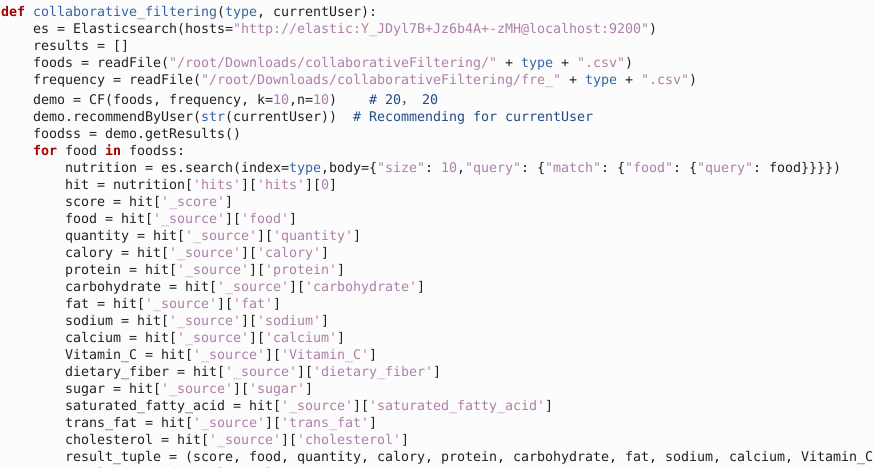 def collaborative_filtering(type, currentUser):
    es = Elasticsearch(hosts="http://elastic:Y_JDyl7B+Jz6b4A+-zMH@localhost:9200")
    results = []
    foods = readFile("/root/Downloads/collaborativeFiltering/" + type + ".csv")
    frequency = readFile("/root/Downloads/collaborativeFiltering/fre_" + type + ".csv")
    demo = CF(foods, frequency, k=10,n=10)    # 20， 20
    demo.recommendByUser(str(currentUser))  # Recommending for currentUser
    foodss = demo.getResults()
    for food in foodss:
        nutrition = es.search(index=type,body={"size": 10,"query": {"match": {"food": {"query": food}}}})
        hit = nutrition['hits']['hits'][0]
        score = hit['_score']
        food = hit['_source']['food']
        quantity = hit['_source']['quantity']
        calory = hit['_source']['calory']
        protein = hit['_source']['protein']
        carbohydrate = hit['_source']['carbohydrate']
        fat = hit['_source']['fat']
        sodium = hit['_source']['sodium']
        calcium = hit['_source']['calcium']
        Vitamin_C = hit['_source']['Vitamin_C']
        dietary_fiber = hit['_source']['dietary_fiber']
        sugar = hit['_source']['sugar']
        saturated_fatty_acid = hit['_source']['saturated_fatty_acid']
        trans_fat = hit['_source']['trans_fat']
        cholesterol = hit['_source']['cholesterol']
        result_tuple = (score, food, quantity, calory, protein, carbohydrate, fat, sodium, calcium, Vitamin_C